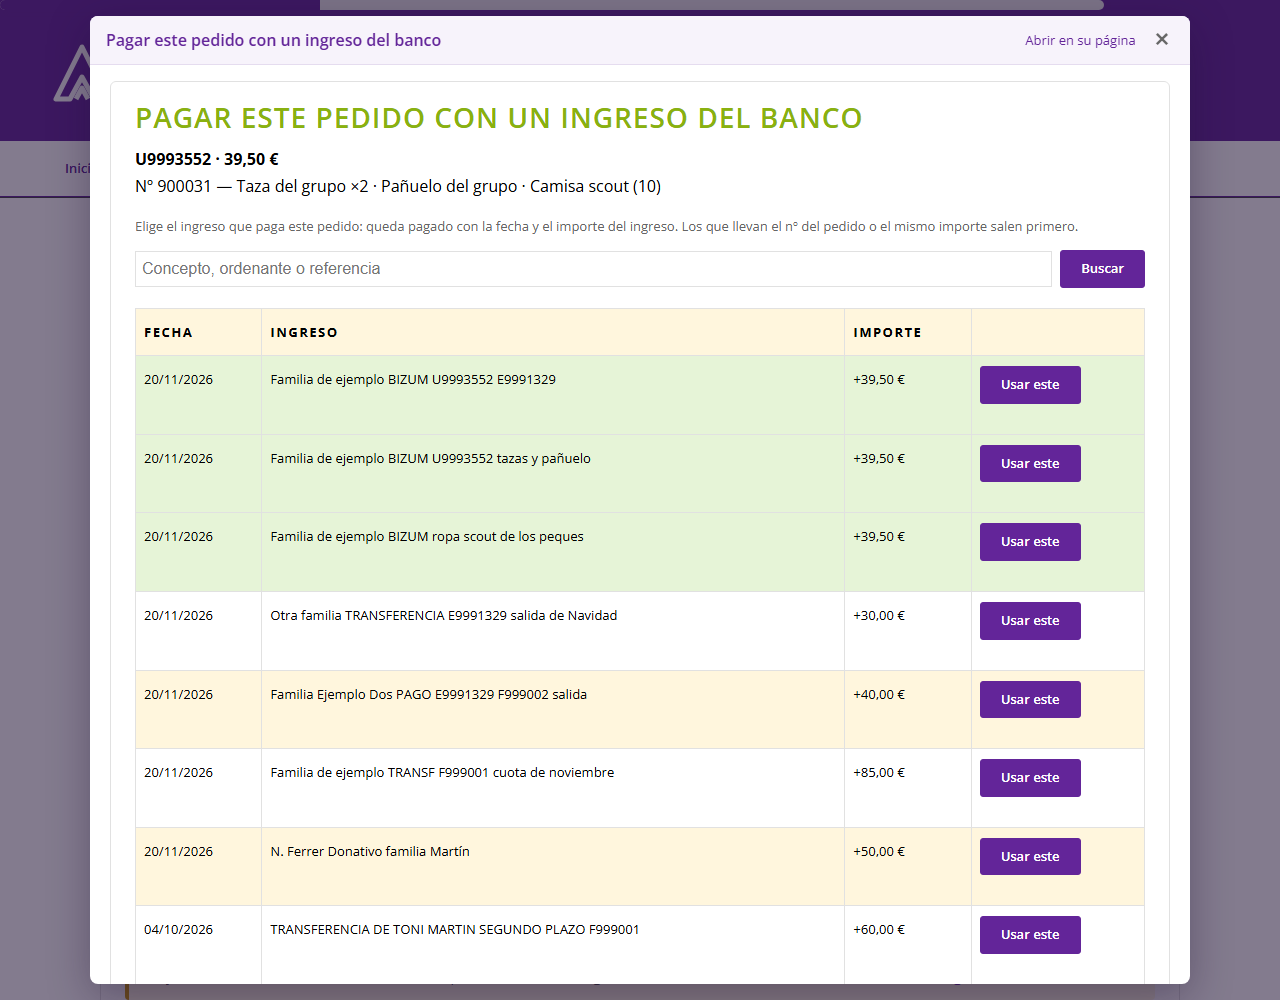 Pagar este pedido con un ingreso del banco
Abrir en su página ✕
Inici
PAGAR ESTE PEDIDO CON UN INGRESO DEL BANCO
U9993552 · 39,50 €
Nº 900031 — Taza del grupo ×2 · Pañuelo del grupo · Camisa scout (10)
Elige el ingreso que paga este pedido: queda pagado con la fecha y el importe del ingreso. Los que llevan el nº del pedido o el mismo importe salen primero.
Concepto, ordenante o referencia
Buscar
FECHA INGRESO IMPORTE
20/11/2026 Familia de ejemplo BIZUM U9993552 E9991329 +39,50 € Usar este
20/11/2026 Familia de ejemplo BIZUM U9993552 tazas y pañuelo +39,50 € Usar este
20/11/2026 Familia de ejemplo BIZUM ropa scout de los peques +39,50 € Usar este
20/11/2026 Otra familia TRANSFERENCIA E9991329 salida de Navidad +30,00 € Usar este
20/11/2026 Familia Ejemplo Dos PAGO E9991329 F999002 salida +40,00 € Usar este
20/11/2026 Familia de ejemplo TRANSF F999001 cuota de noviembre +85,00 € Usar este
20/11/2026 N. Ferrer Donativo familia Martín +50,00 € Usar este
04/10/2026 TRANSFERENCIA DE TONI MARTIN SEGUNDO PLAZO F999001 +60,00 € Usar este